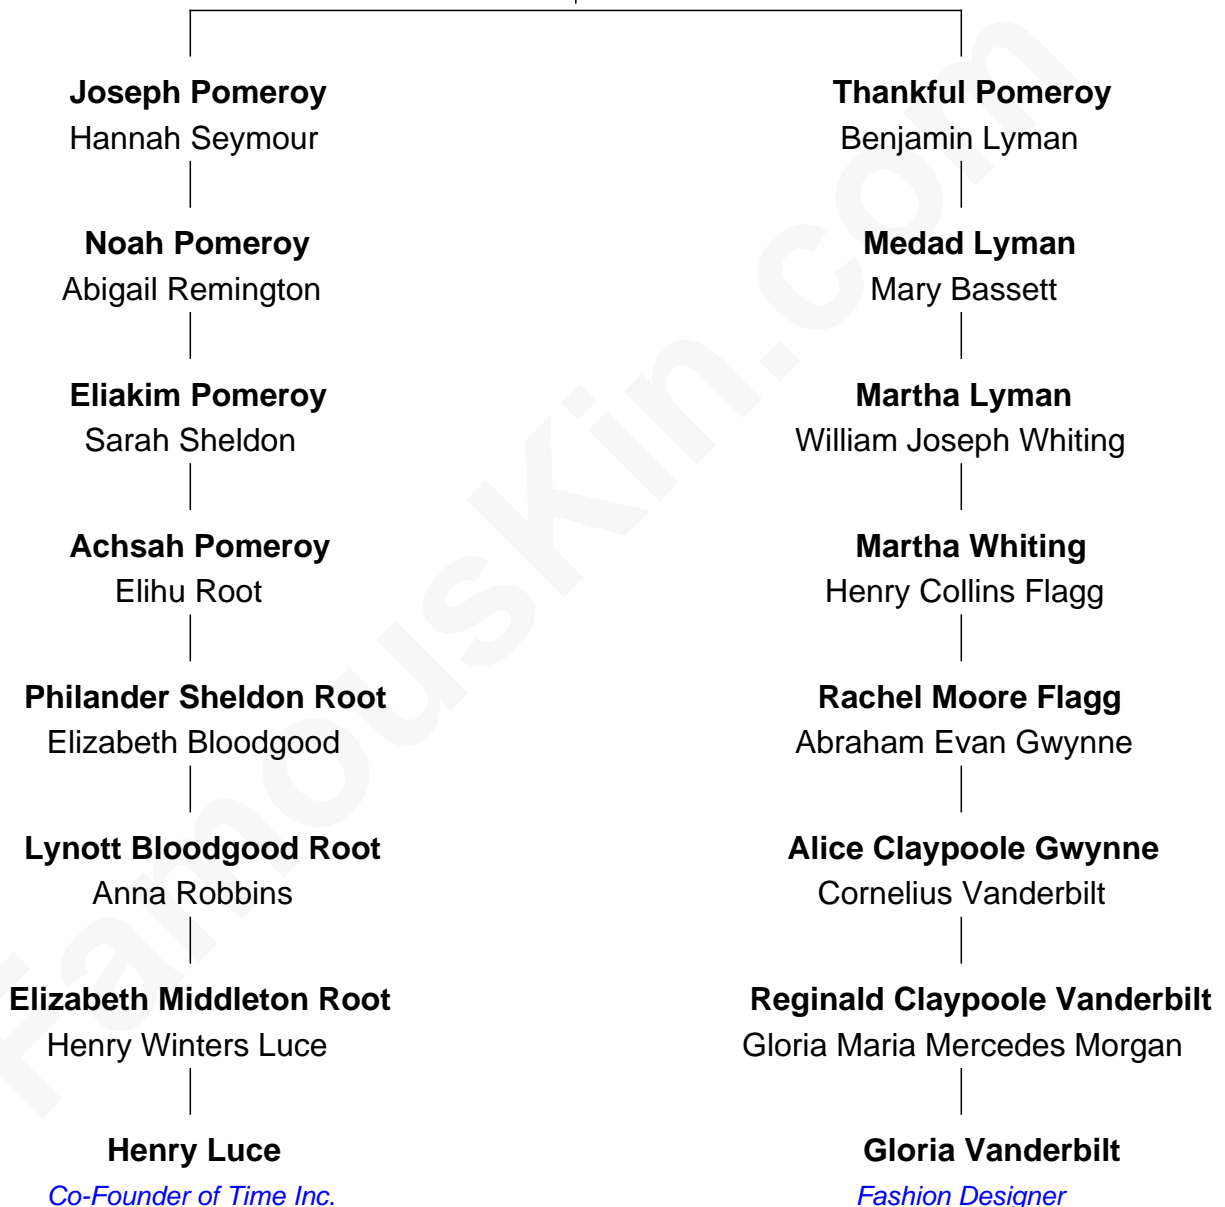 Joseph Pomeroy
Hannah Seymour
Noah Pomeroy
Abigail Remington
Eliakim Pomeroy
Sarah Sheldon
Achsah Pomeroy
Elihu Root
Philander Sheldon Root
Elizabeth Bloodgood
Lynott Bloodgood Root
Anna Robbins
Elizabeth Middleton Root
Henry Winters Luce
Henry Luce
Co-Founder of Time Inc.
Thankful Pomeroy
Benjamin Lyman
Medad Lyman
Mary Bassett
Martha Lyman
William Joseph Whiting
Martha Whiting
Henry Collins Flagg
Rachel Moore Flagg
Abraham Evan Gwynne
Alice Claypoole Gwynne
Cornelius Vanderbilt
Reginald Claypoole Vanderbilt
Gloria Maria Mercedes Morgan
Gloria Vanderbilt
Fashion Designer
FamousKin.com